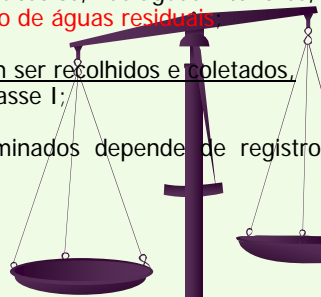 o de águas residuais;
ser recolhidos e coletados,
asse I;
minados depende de registro